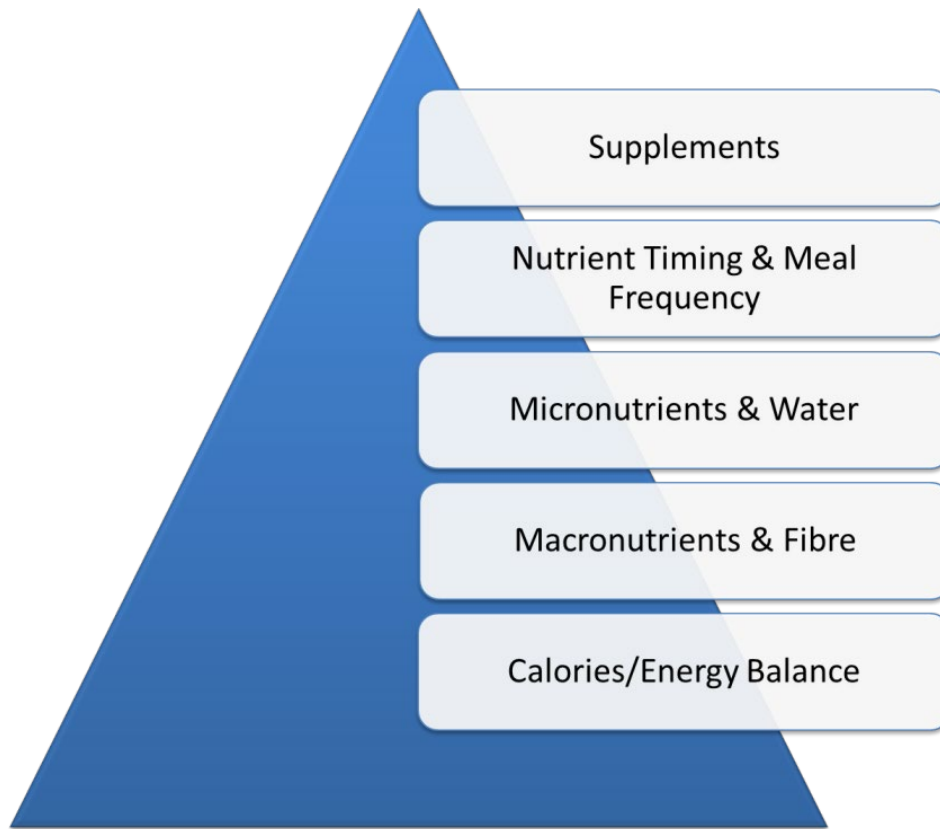 Supplements
Nutrient Timing & Meal
Frequency
Micronutrients & Water
Macronutrients & Fibre
Calories/Energy Balance